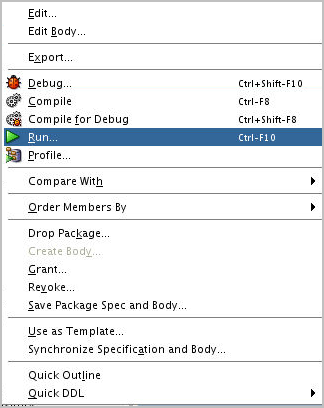 Edit...
Edit Body...
Export...
Debug... Ctrl+Shift-F10
Compile Ctrl-F8
Compile for Debug Ctrl+Shift-F8
Run... Ctrl-F10
Profile...
Compare With
Order Members By
Drop Package...
Create Body...
Grant...
Revoke...
Save Package Spec and Body...
Use as Template...
Synchronize Specification and Body...
Quick Outline
Quick DDL